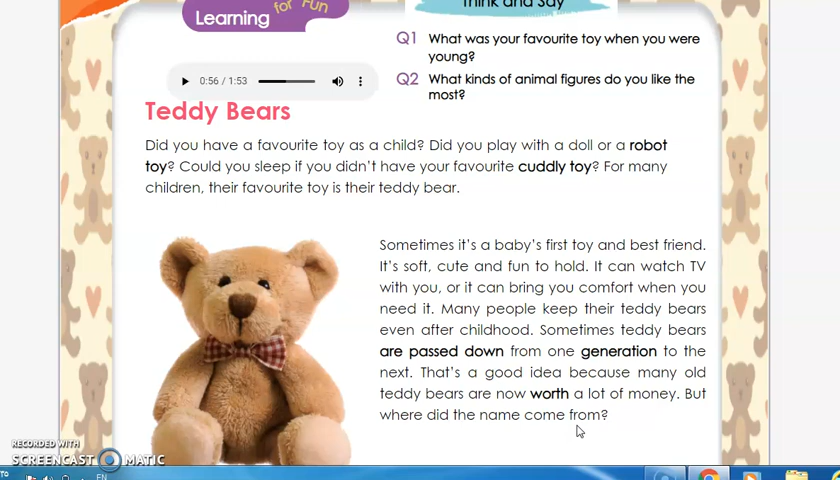 for Fun
Learning
Think and Say
Q1 What was your favourite toy when you were
young?
Q2 What kinds of animal figures do you like the
most?
0:56 / 1:53
Teddy Bears
Did you have a favourite toy as a child? Did you play with a doll or a robot
toy? Could you sleep if you didn't have your favourite cuddly toy? For many
children, their favourite toy is their teddy bear.
Sometimes it's a baby's first toy and best friend.
It's soft, cute and fun to hold. It can watch TV
with you, or it can bring you comfort when you
need it. Many people keep their teddy bears
even after childhood. Sometimes teddy bears
are passed down from one generation to the
next. That's a good idea because many old
teddy bears are now worth a lot of money. But
where did the name come from?
RECORDED WITH
SCREENCAST MATIC
EN